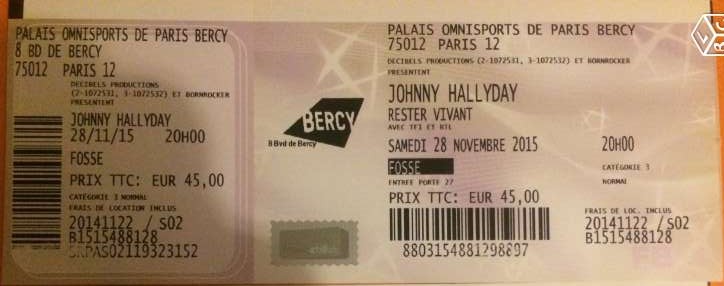 PALAIS OMNISPORTS DE PARIS BERCY
8 BD DE BERCY
75012 PARIS 12
DECIBELS PRODUCTIONS
(2-1072531, 3-1072532) ET BORNROCKER
PRESENTENT
JOHNNY HALLYDAY
28/11/15 20H00
FOSSE
PRIX TTC: EUR 45,00
CATÉGORIE 3 NORMAL
FRAIS DE LOCATION INCLUS
20141122 / S02
B1515488128
SRPAS02119323152
BERCY
8 Bvd de Bercy
PALAIS OMNISPORTS DE PARIS BERCY
75012 PARIS 12
DECIBELS PRODUCTIONS (2-1072531, 3-1072532) ET BORNROCKER
PRESENTENT
JOHNNY HALLYDAY
RESTER VIVANT
AVEC TF1 ET RTL
SAMEDI 28 NOVEMBRE 2015 20H00
FOSSE CATÉGORIE 3
ENTREE PORTE 27 NORMAL
PRIX TTC: EUR 45,00
FRAIS DE LOC. INCLUS
20141122 / S02
B1515488128
8803154881298897